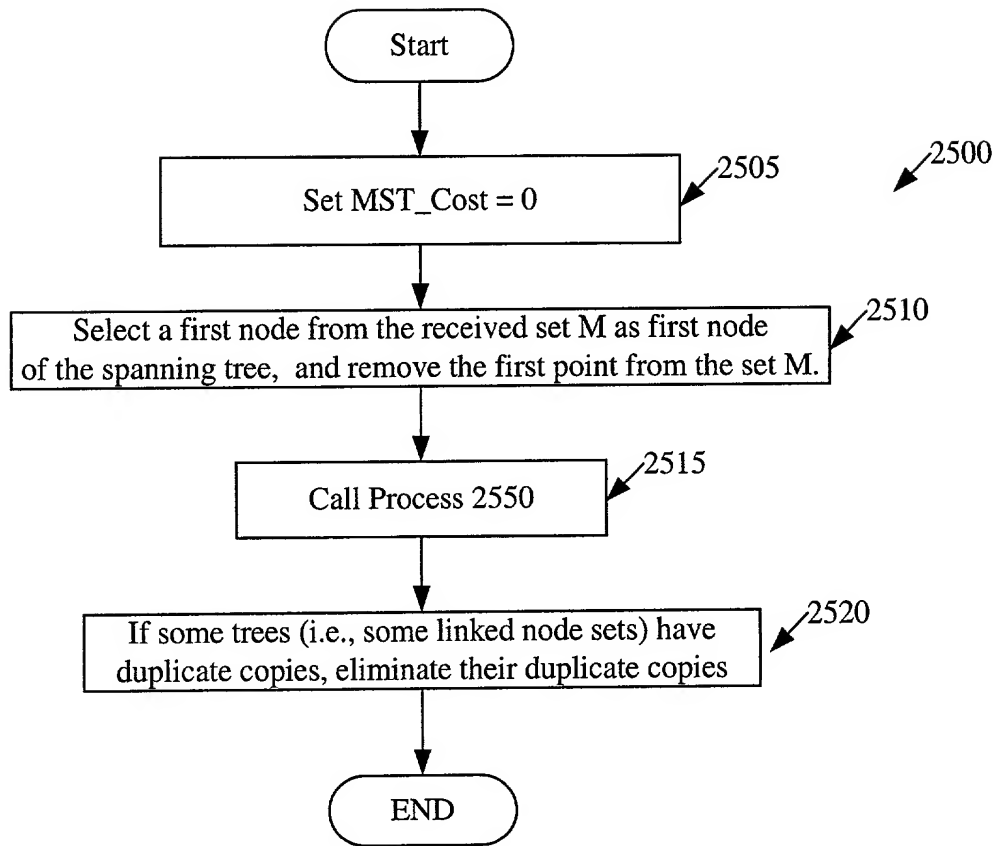 Start
2500
2505
Set MST_Cost = 0
2510
Select a first node from the received set M as first node
of the spanning tree, and remove the first point from the set M.
2515
Call Process 2550
2520
If some trees (i.e., some linked node sets) have
duplicate copies, eliminate their duplicate copies
END